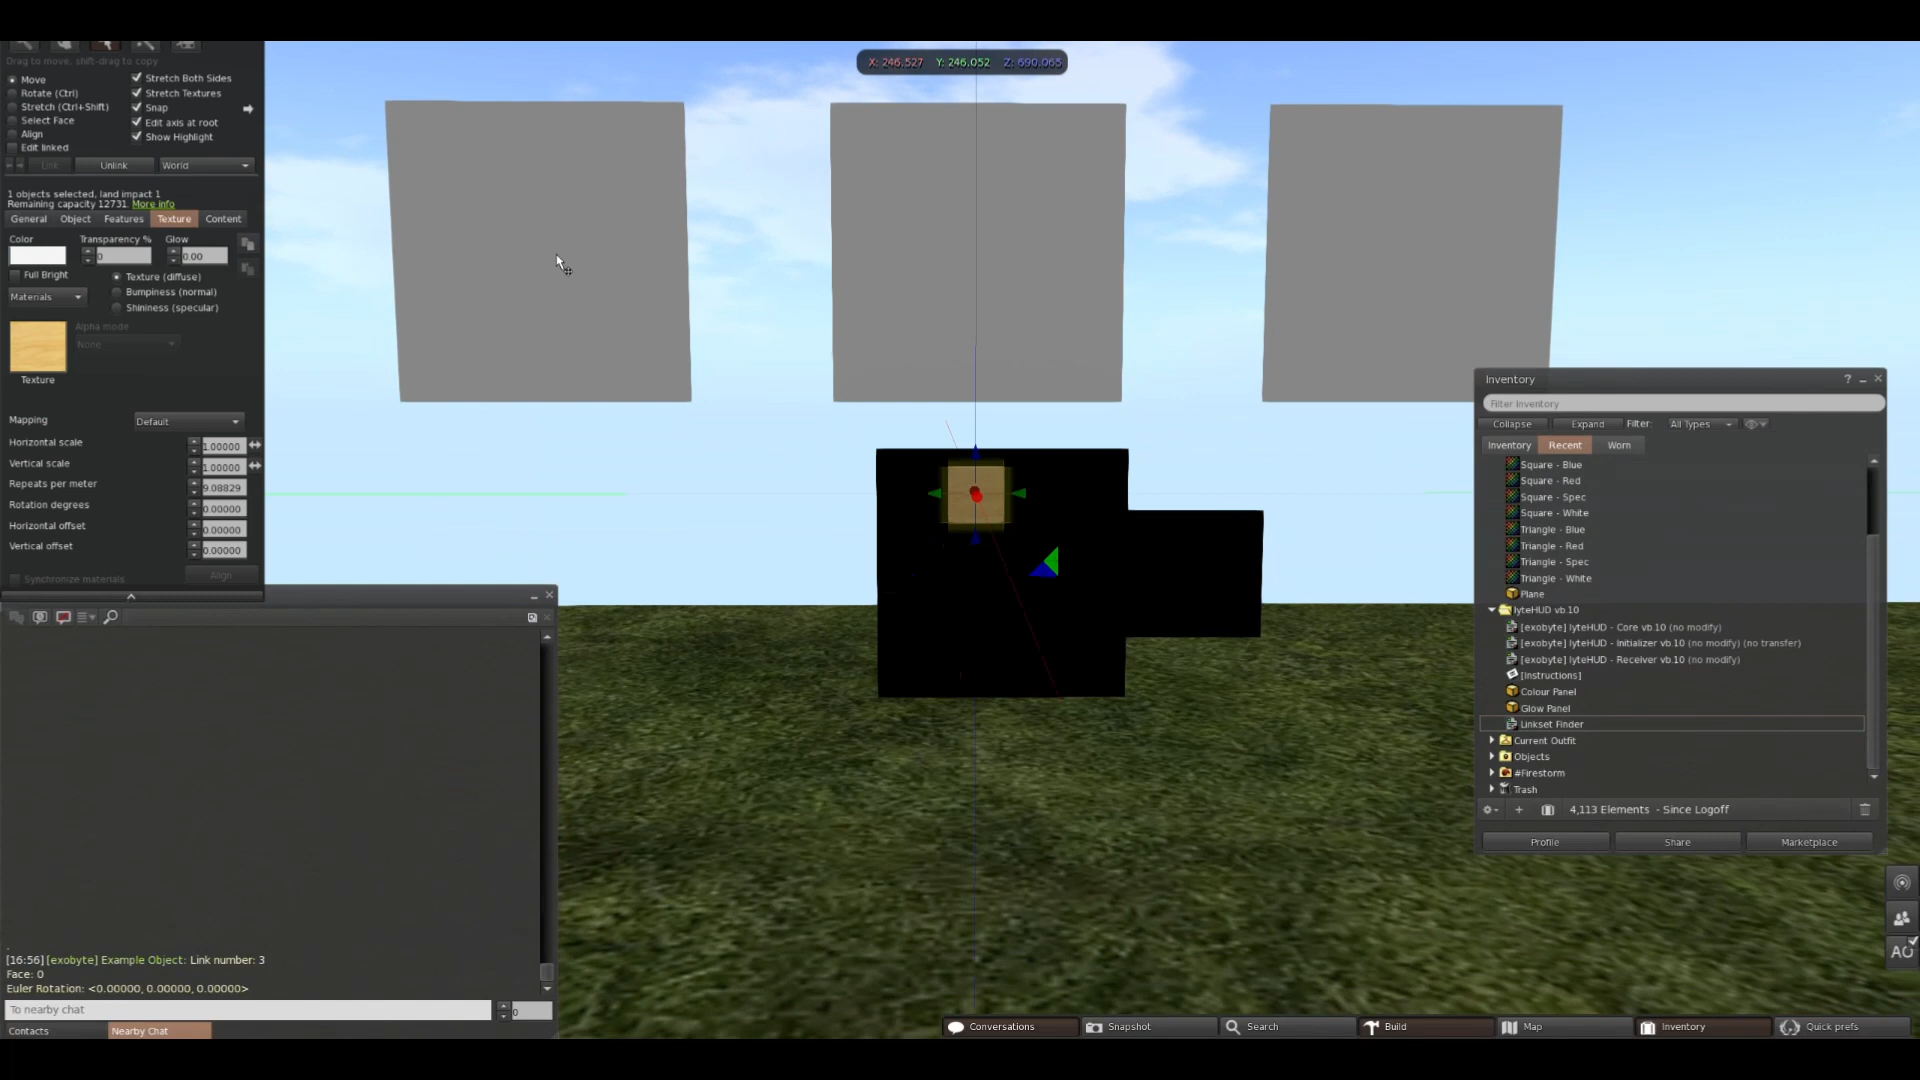 X: 246.527 Y: 246.052 Z: 690.065
Drag to move, shift-drag to copy
Move
Rotate (Ctrl)
Stretch (Ctrl+Shift)
Select Face
Align
Edit linked
Stretch Both Sides
Stretch Textures
Snap
Edit axis at root
Show Highlight
Link Unlink World
1 objects selected, land impact 1
Remaining capacity 12731. More info
General Object Features Texture Content
Color Transparency % Glow
0 0.00
Full Bright
Texture (diffuse)
Materials
Bumpiness (normal)
Shininess (specular)
Alpha mode
None
Texture
Mapping Default
Horizontal scale 1.00000
Vertical scale 1.00000
Repeats per meter 9.08829
Rotation degrees 0.00000
Horizontal offset 0.00000
Vertical offset 0.00000
Synchronize materials Align
.
[16:56] [exobyte] Example Object: Link number: 3
Face: 0
Euler Rotation: <0.00000, 0.00000, 0.00000>
To nearby chat 0
Contacts Nearby Chat
Inventory ?
Filter Inventory
Collapse Expand Filter: All Types
Inventory Recent Worn
Square - Blue
Square - Red
Square - Spec
Square - White
Triangle - Blue
Triangle - Red
Triangle - Spec
Triangle - White
Plane
lyteHUD vb.10
[exobyte] lyteHUD - Core vb.10 (no modify)
[exobyte] lyteHUD - Initializer vb.10 (no modify) (no transfer)
[exobyte] lyteHUD - Receiver vb.10 (no modify)
[Instructions]
Colour Panel
Glow Panel
Linkset Finder
Current Outfit
Objects
#Firestorm
Trash
4,113 Elements - Since Logoff
Profile Share Marketplace
AO
Conversations Snapshot Search Build Map Inventory Quick prefs